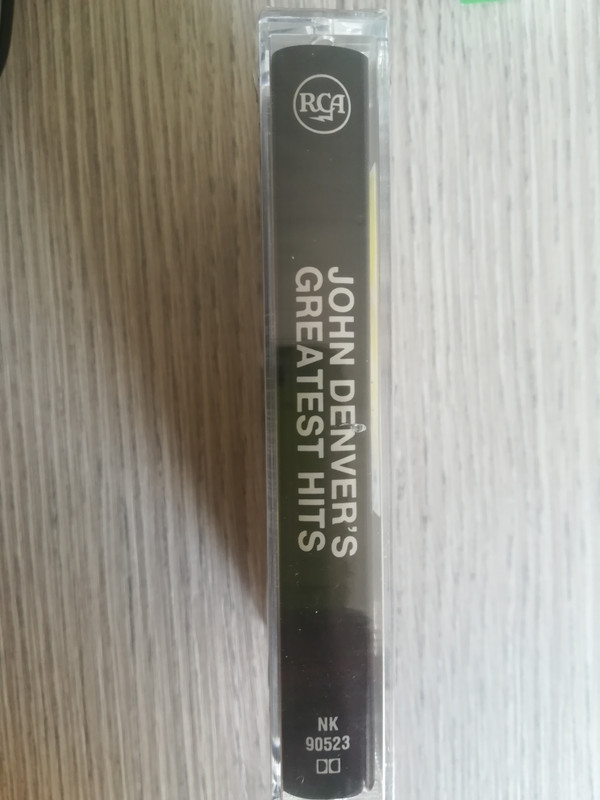 RCA
JOHN DENVER'S
GREATEST HITS
NK
90523